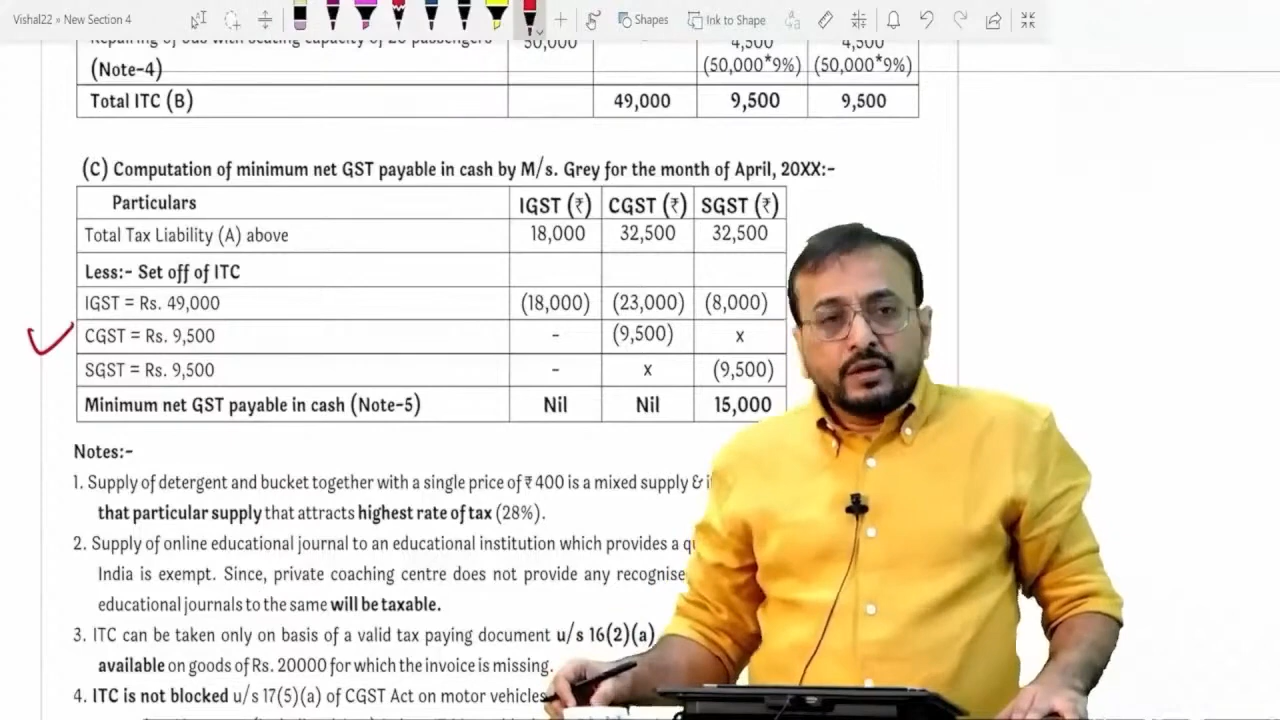 Vishal22 » New Section 4
Shapes
Ink to Shape
Repairing of bus with seating capacity of 20 passengers 50,000 4,500 4,500
(Note-4) (50,000*9%) (50,000*9%)
Total ITC (B) 49,000 9,500 9,500
(C) Computation of minimum net GST payable in cash by M/s. Grey for the month of April, 20XX:-
Particulars IGST (₹) CGST (₹) SGST (₹)
Total Tax Liability (A) above 18,000 32,500 32,500
Less:- Set off of ITC
IGST = Rs. 49,000 (18,000) (23,000) (8,000)
CGST = Rs. 9,500 - (9,500) x
SGST = Rs. 9,500 - x (9,500)
Minimum net GST payable in cash (Note-5) Nil Nil 15,000
Notes:-
1. Supply of detergent and bucket together with a single price of ₹ 400 is a mixed supply & i
that particular supply that attracts highest rate of tax (28%).
2. Supply of online educational journal to an educational institution which provides a q
India is exempt. Since, private coaching centre does not provide any recognise
educational journals to the same will be taxable.
3. ITC can be taken only on basis of a valid tax paying document u/s 16(2)(a)
available on goods of Rs. 20000 for which the invoice is missing.
4. ITC is not blocked u/s 17(5)(a) of CGST Act on motor vehicles